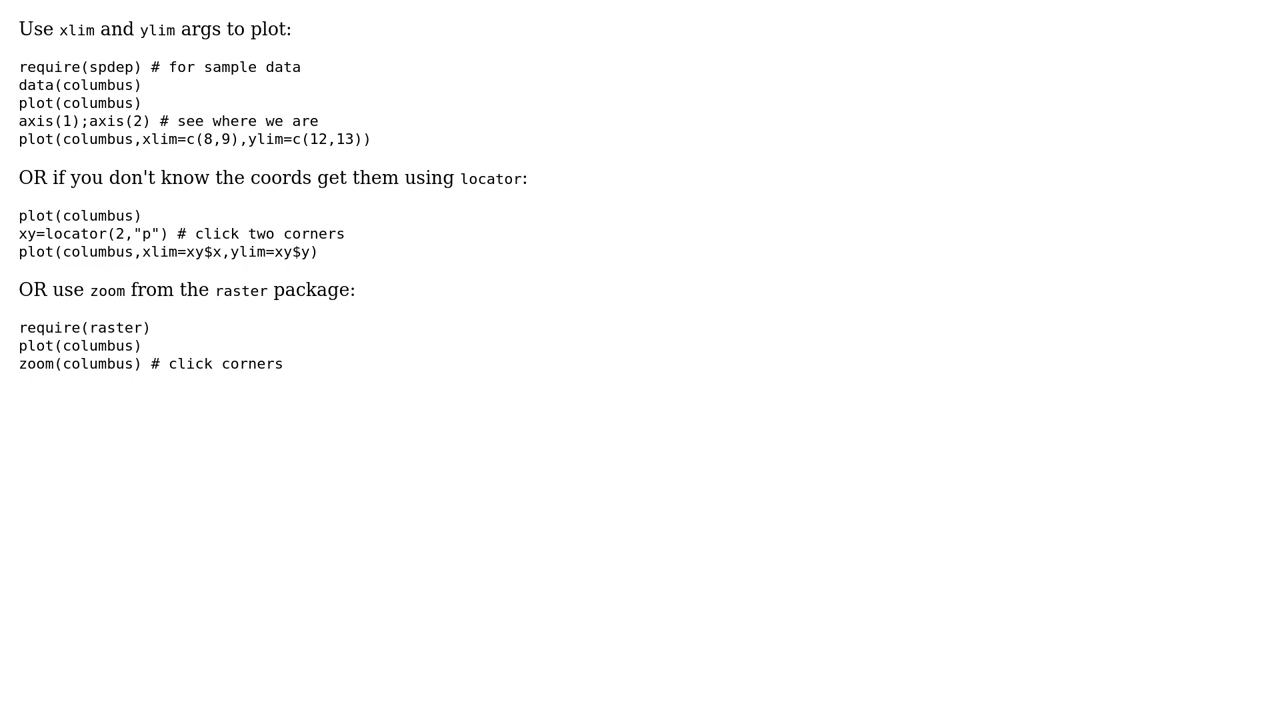 Use xlim and ylim args to plot:
require(spdep) # for sample data
data(columbus)
plot(columbus)
axis(1);axis(2) # see where we are
plot(columbus,xlim=c(8,9),ylim=c(12,13))
OR if you don't know the coords get them using locator:
plot(columbus)
xy=locator(2,"p") # click two corners
plot(columbus,xlim=xy$x,ylim=xy$y)
OR use zoom from the raster package:
require(raster)
plot(columbus)
zoom(columbus) # click corners